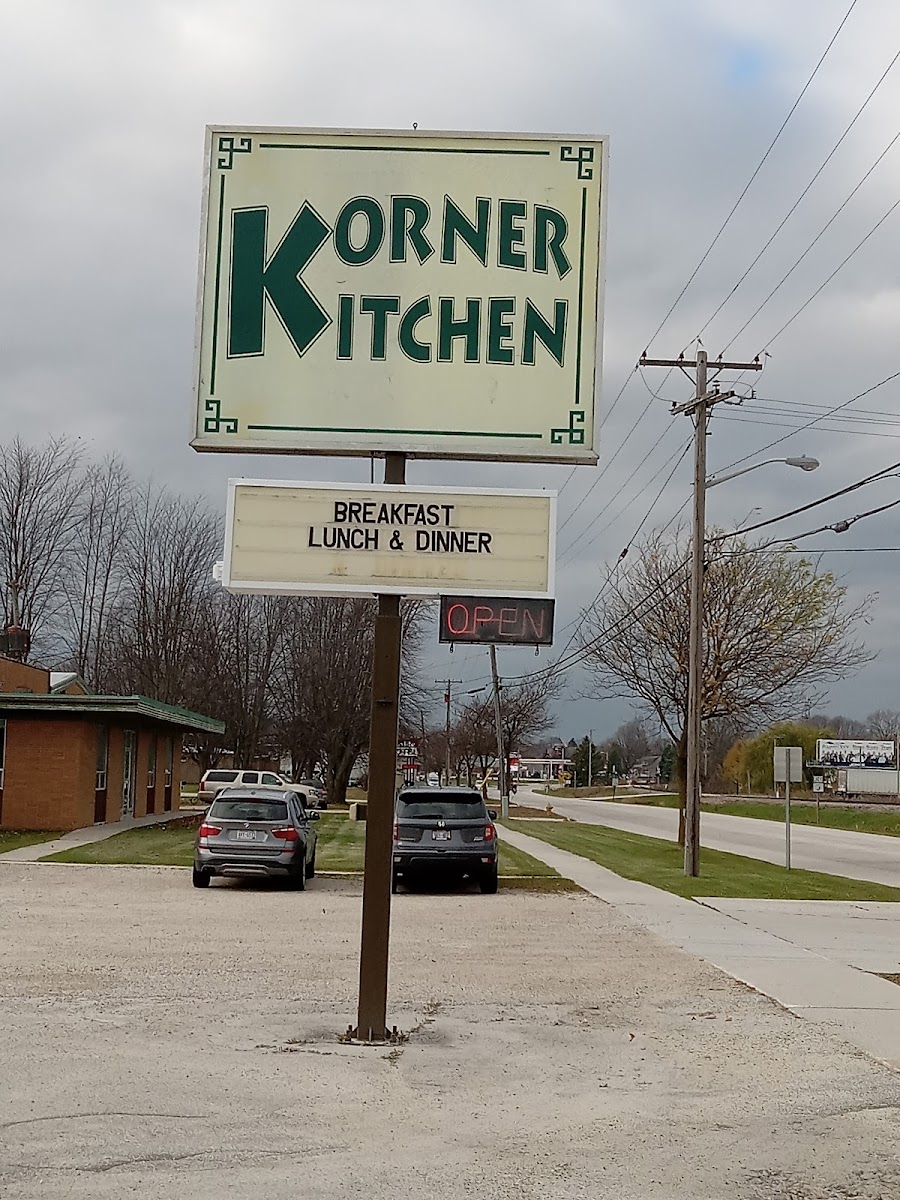 KORNER
KITCHEN
BREAKFAST
LUNCH & DINNER
OPEN